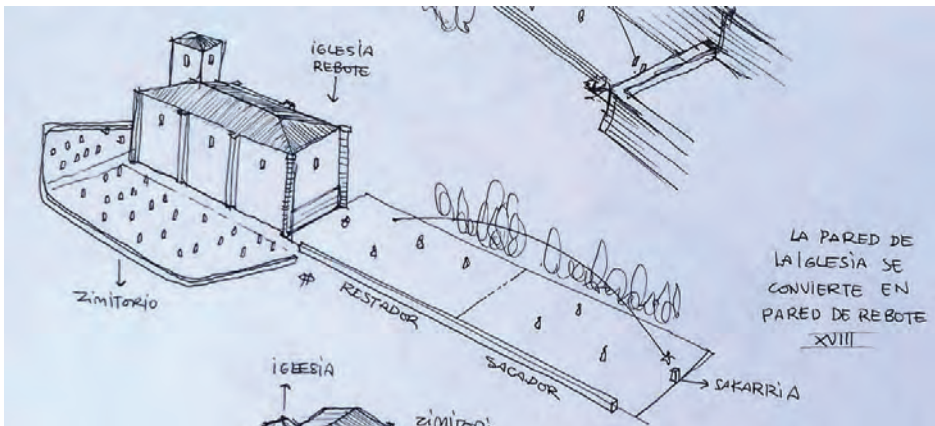 IGLESIA
REBOTE
ZIMITORIO
RESTADOR
SACADOR
SAKARRIA
LA PARED DE
LA IGLESIA SE
CONVIERTE EN
PARED DE REBOTE
XVIII
IGLESIA
ZIMITORI